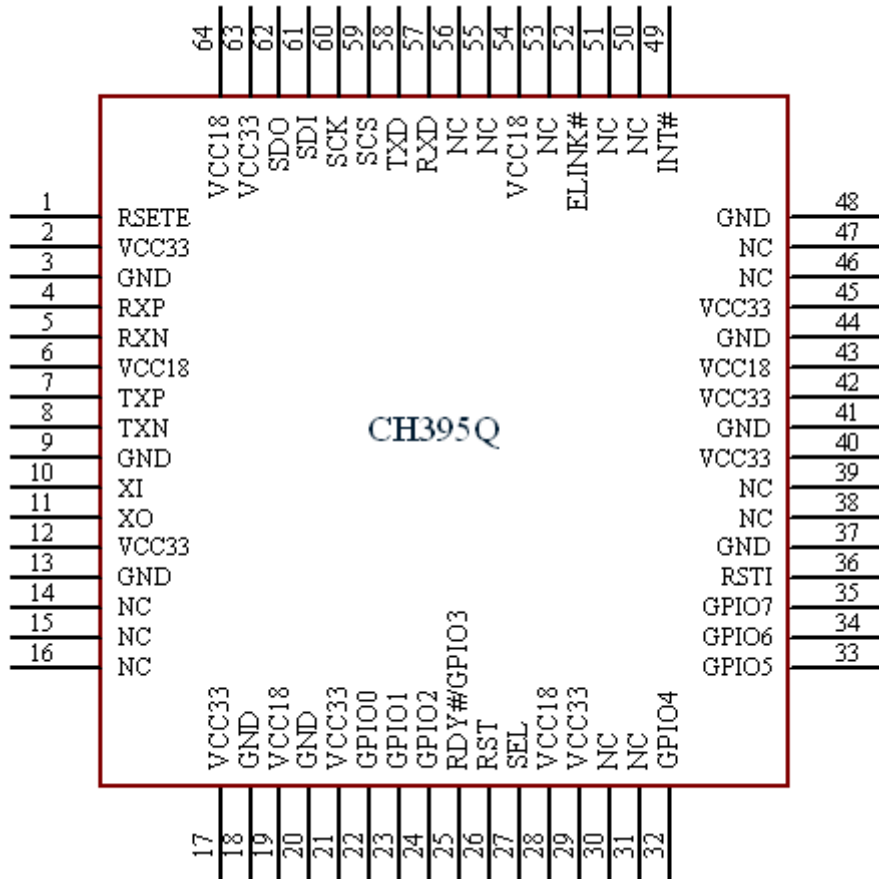 64 63 62 61 60 59 58 57 56 55 54 53 52 51 50 49
VCC18 VCC33 SDO SDI SCK SCS TXD RXD NC NC VCC18 NC ELINK# NC NC INT#
1 RSETE
2 VCC33
3 GND
4 RXP
5 RXN
6 VCC18
7 TXP
8 TXN
9 GND
10 XI
11 XO
12 VCC33
13 GND
14 NC
15 NC
16 NC
CH395Q
GND 48
NC 47
NC 46
VCC33 45
GND 44
VCC18 43
VCC33 42
GND 41
VCC33 40
NC 39
NC 38
GND 37
RSTI 36
GPIO7 35
GPIO6 34
GPIO5 33
VCC33 GND VCC18 GND VCC33 GPIO0 GPIO1 GPIO2 RDY#/GPIO3 RST SEL VCC18 VCC33 NC NC GPIO4
17 18 19 20 21 22 23 24 25 26 27 28 29 30 31 32